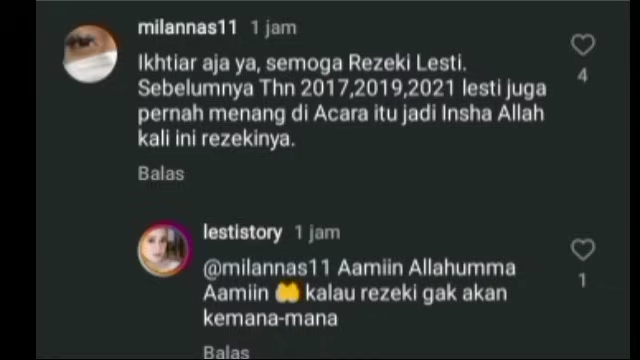 milannas11 1 jam
Ikhtiar aja ya, semoga Rezeki Lesti.
Sebelumnya Thn 2017,2019,2021 lesti juga
pernah menang di Acara itu jadi Insha Allah
kali ini rezekinya.
4
Balas
lestistory 1 jam
@milannas11 Aamiin Allahumma
Aamiin 🤲 kalau rezeki gak akan
kemana-mana
1
Balas